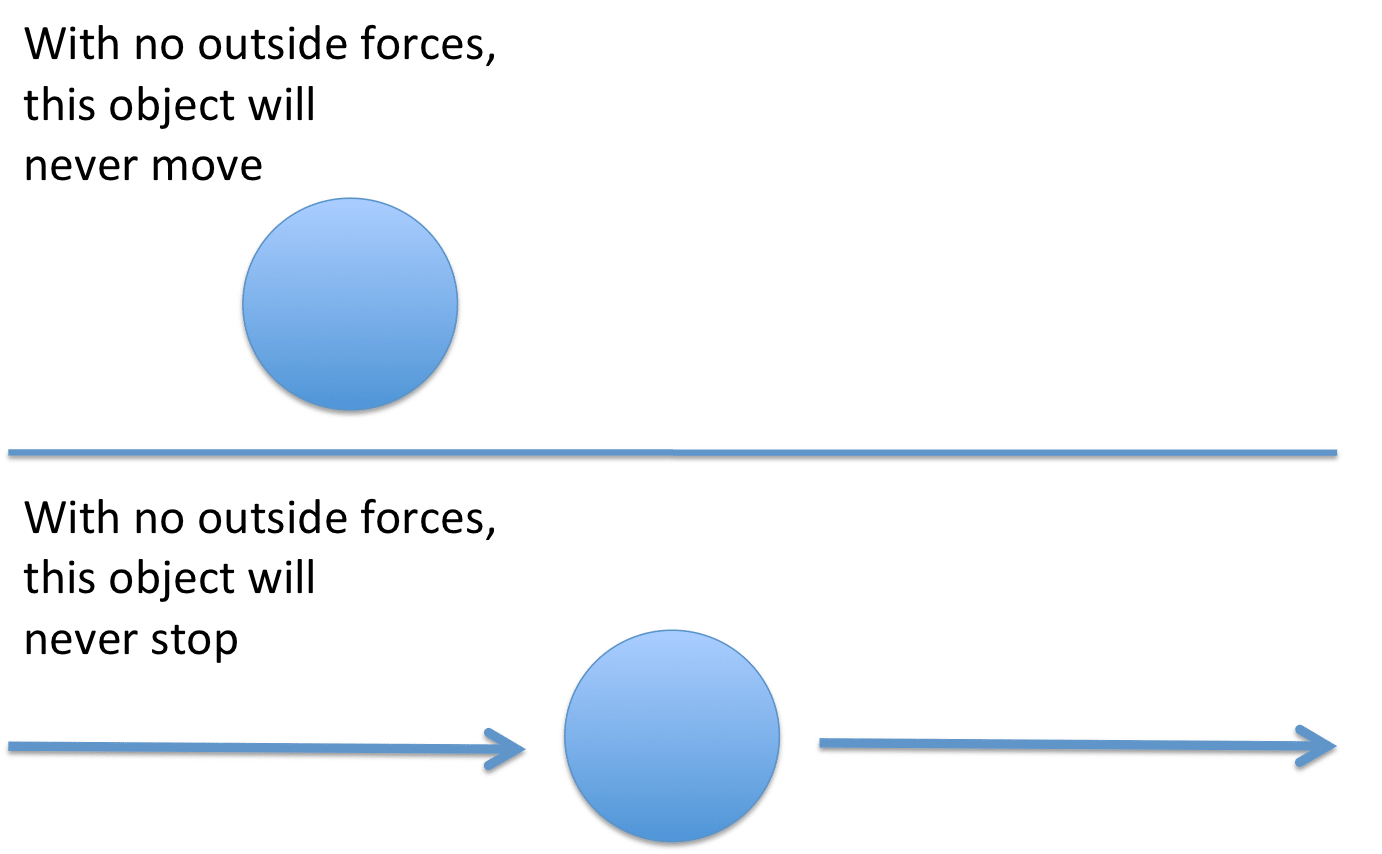 With no outside forces,
this object will
never move
With no outside forces,
this object will
never stop